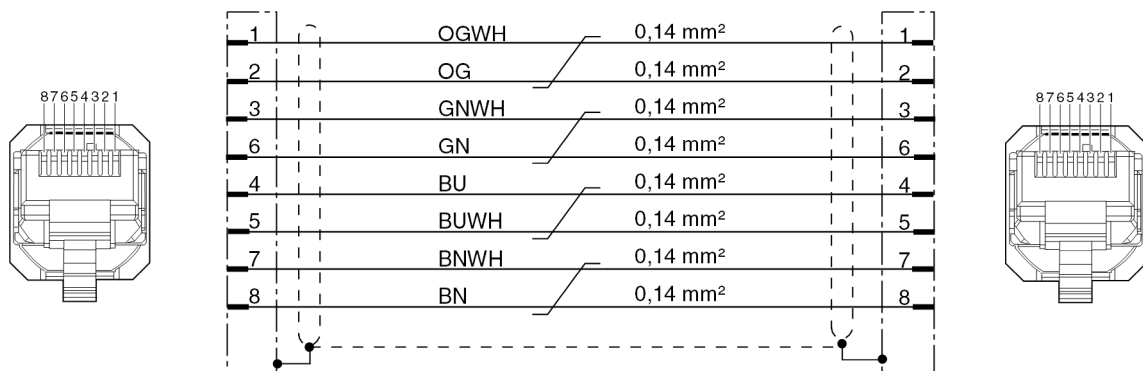 1 OGWH 0,14 mm² 1
2 OG 0,14 mm² 2
87654321
3 GNWH 0,14 mm² 3
87654321
6 GN 0,14 mm² 6
4 BU 0,14 mm² 4
5 BUWH 0,14 mm² 5
7 BNWH 0,14 mm² 7
8 BN 0,14 mm² 8